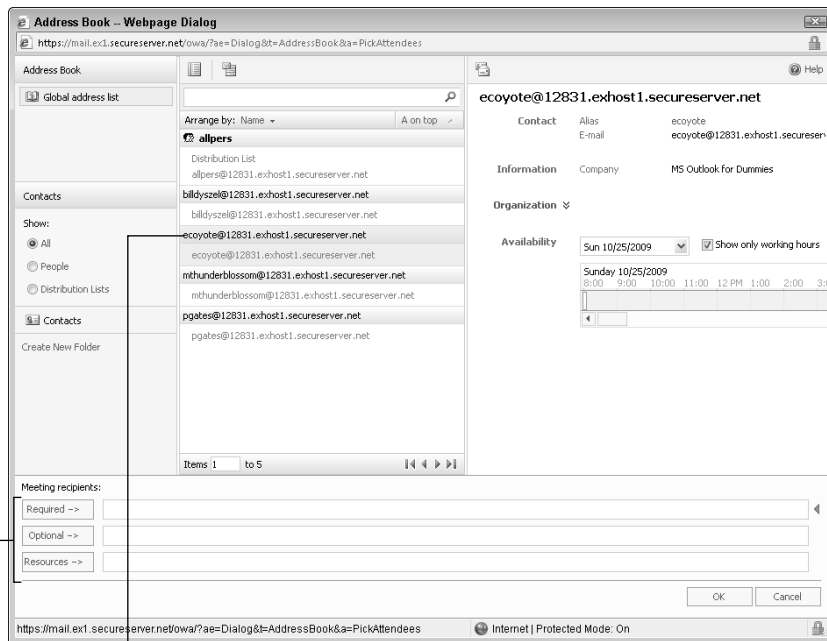 Address Book -- Webpage Dialog
https://mail.ex1.secureserver.net/owa/?ae=Dialog&t=AddressBook&a=PickAttendees
Address Book
Global address list
Contacts
Show:
All
People
Distribution Lists
Contacts
Create New Folder
Arrange by: Name
A on top
allpers
Distribution List
allpers@12831.exhost1.secureserver.net
billdyszel@12831.exhost1.secureserver.net
billdyszel@12831.exhost1.secureserver.net
ecoyote@12831.exhost1.secureserver.net
ecoyote@12831.exhost1.secureserver.net
mthunderblossom@12831.exhost1.secureserver.net
mthunderblossom@12831.exhost1.secureserver.net
pgates@12831.exhost1.secureserver.net
pgates@12831.exhost1.secureserver.net
Items 1 to 5
Help
ecoyote@12831.exhost1.secureserver.net
Contact Alias ecoyote
E-mail ecoyote@12831.exhost1.secureserv
Information Company MS Outlook for Dummies
Organization
Availability Sun 10/25/2009 Show only working hours
Sunday 10/25/2009
8:00 9:00 10:00 11:00 12 PM 1:00 2:00 3:0
Meeting recipients:
Required ->
Optional ->
Resources ->
OK Cancel
https://mail.ex1.secureserver.net/owa/?ae=Dialog&t=AddressBook&a=PickAttendees
Internet | Protected Mode: On